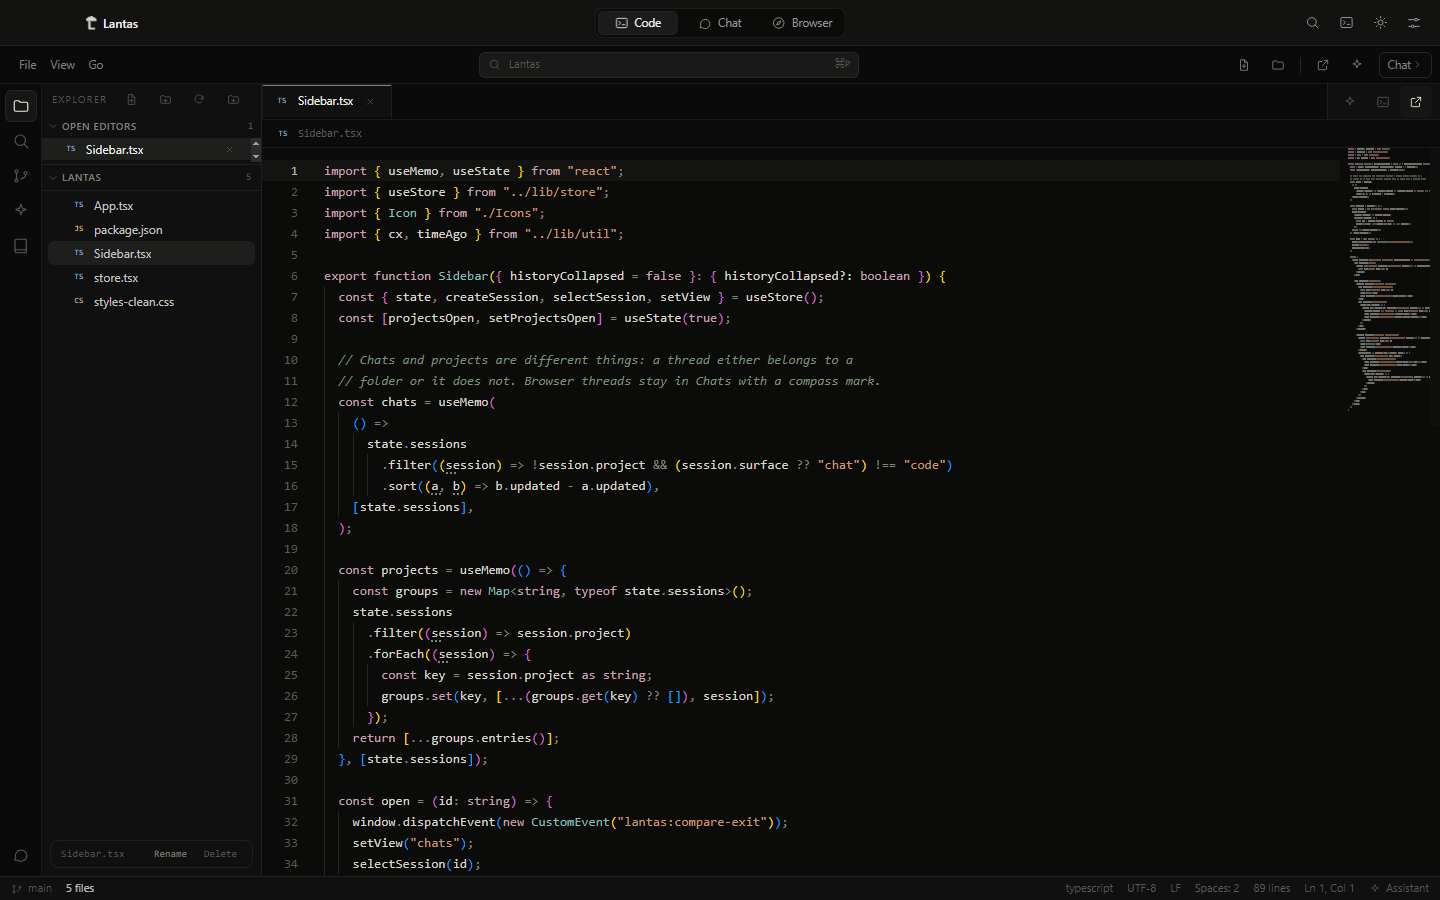 Lantas
Code
Chat
Browser
File
View
Go
Lantas
⌘P
Chat
EXPLORER
OPEN EDITORS 1
TS Sidebar.tsx
LANTAS 5
TS App.tsx
JS package.json
TS Sidebar.tsx
TS store.tsx
CS styles-clean.css
Sidebar.tsx Rename Delete
TS Sidebar.tsx
TS Sidebar.tsx
1 import { useMemo, useState } from "react";
2 import { useStore } from "../lib/store";
3 import { Icon } from "./Icons";
4 import { cx, timeAgo } from "../lib/util";
5
6 export function Sidebar({ historyCollapsed = false }: { historyCollapsed?: boolean }) {
7 const { state, createSession, selectSession, setView } = useStore();
8 const [projectsOpen, setProjectsOpen] = useState(true);
9
10 // Chats and projects are different things: a thread either belongs to a
11 // folder or it does not. Browser threads stay in Chats with a compass mark.
12 const chats = useMemo(
13 () =>
14 state.sessions
15 .filter((session) => !session.project && (session.surface ?? "chat") !== "code")
16 .sort((a, b) => b.updated - a.updated),
17 [state.sessions],
18 );
19
20 const projects = useMemo(() => {
21 const groups = new Map<string, typeof state.sessions>();
22 state.sessions
23 .filter((session) => session.project)
24 .forEach((session) => {
25 const key = session.project as string;
26 groups.set(key, [...(groups.get(key) ?? []), session]);
27 });
28 return [...groups.entries()];
29 }, [state.sessions]);
30
31 const open = (id: string) => {
32 window.dispatchEvent(new CustomEvent("lantas:compare-exit"));
33 setView("chats");
34 selectSession(id);
main
5 files
typescript
UTF-8
LF
Spaces: 2
89 lines
Ln 1, Col 1
Assistant